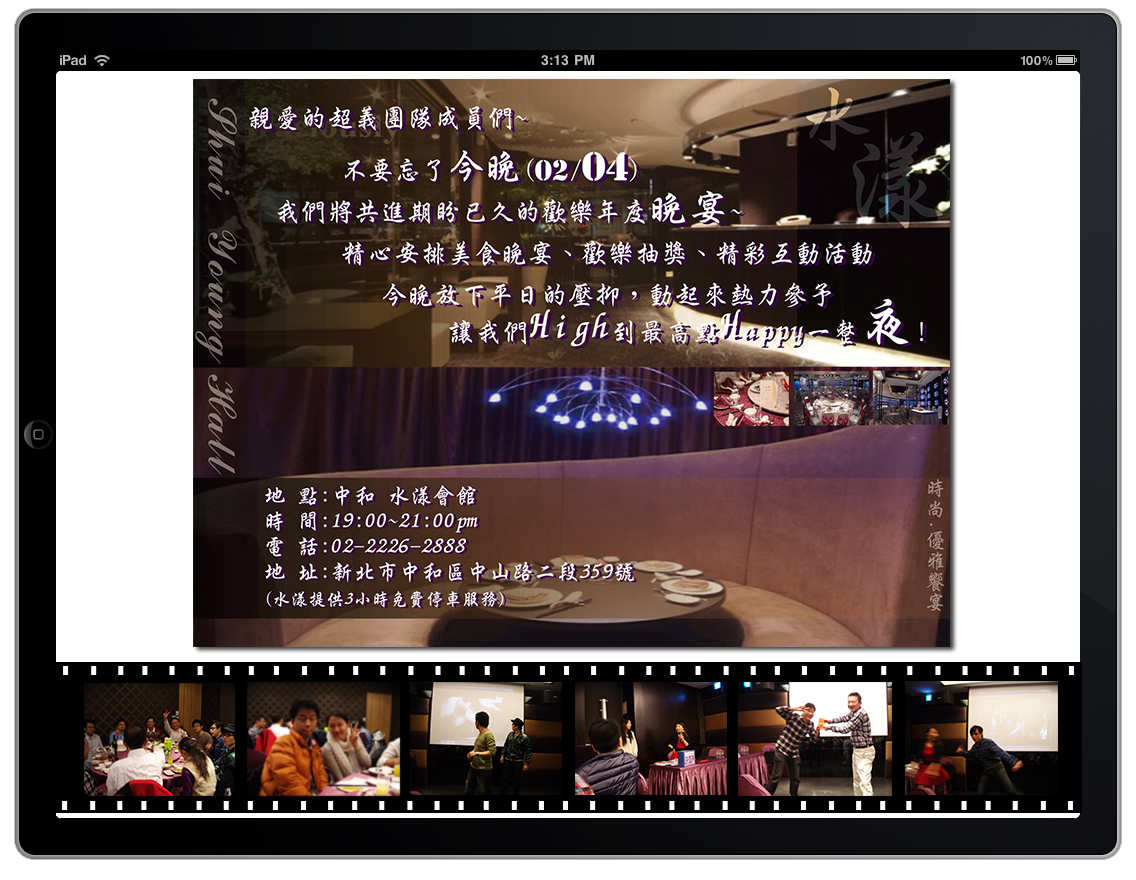 iPad
3:13 PM
100%
Shui Young Hall
水漾
親愛的超義團隊成員們~
不要忘了今晚(02/04)
我們將共進期盼已久的歡樂年度晚宴~
精心安排美食晚宴、歡樂抽獎、精彩互動活動
今晚放下平日的壓抑，動起來熱力參予
讓我們High到最高點Happy一整夜！
地 點:中和 水漾會館
時 間:19:00~21:00pm
電 話:02-2226-2888
地 址:新北市中和區中山路二段359號
(水漾提供3小時免費停車服務)
時尚·優雅饗宴